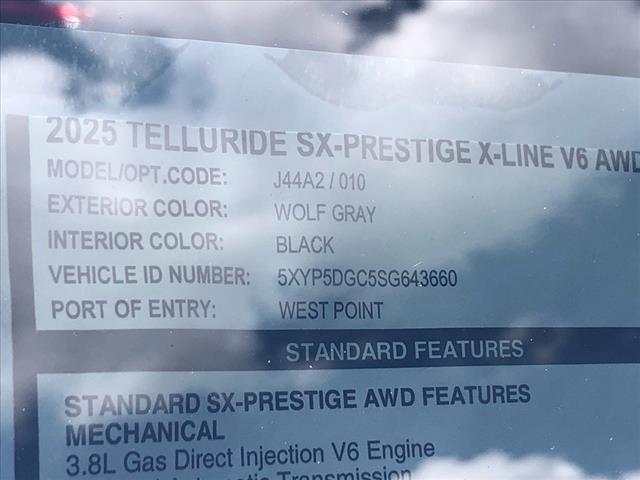 2025 TELLURIDE SX-PRESTIGE X-LINE V6 AWD
MODEL/OPT.CODE: J44A2 / 010
EXTERIOR COLOR: WOLF GRAY
INTERIOR COLOR: BLACK
VEHICLE ID NUMBER: 5XYP5DGC5SG643660
PORT OF ENTRY: WEST POINT
STANDARD FEATURES
STANDARD SX-PRESTIGE AWD FEATURES
MECHANICAL
3.8L Gas Direct Injection V6 Engine
Automatic Transmission